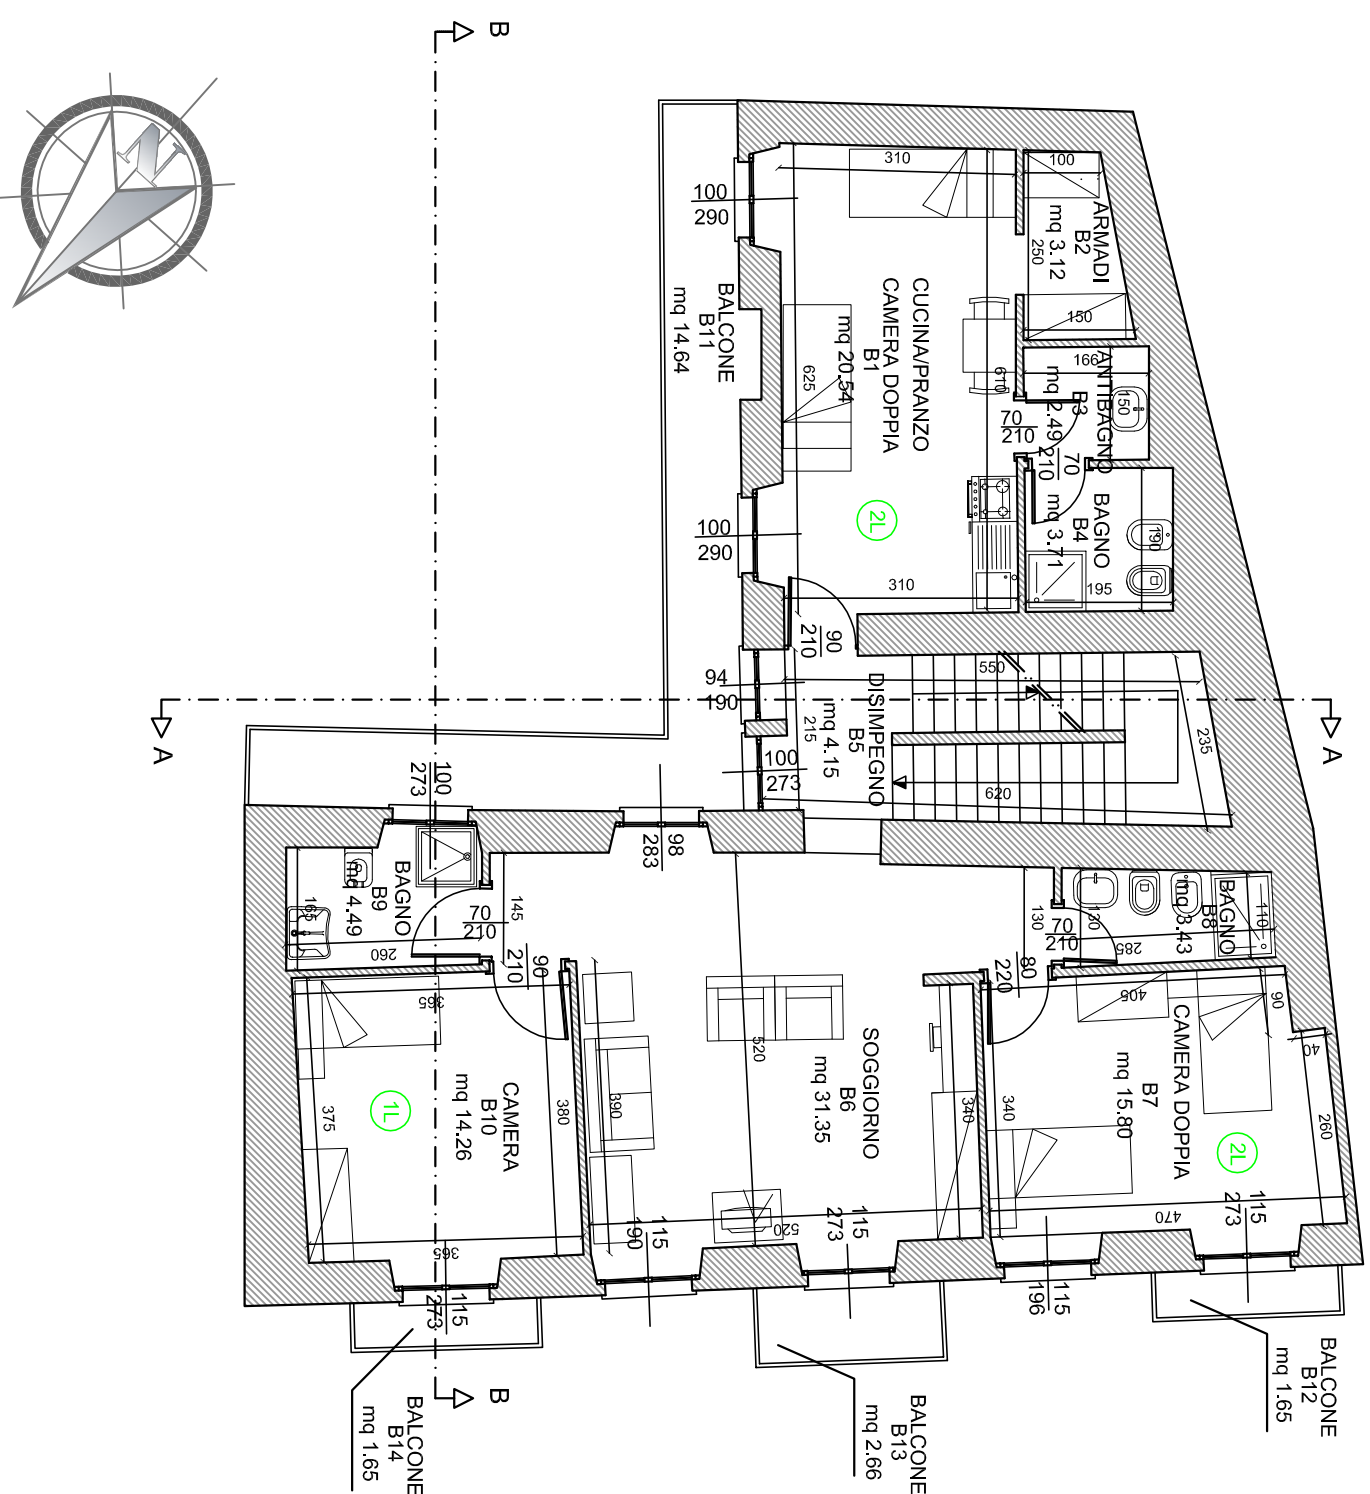 B
N
100
290
100
290
94
190
100
273
BALCONE
B11
mq 14.64
CUCINA/PRANZO
CAMERA DOPPIA
B1
mq 20.54
310
625
610
310
2L
100
ARMADI
B2
mq 3.12
250
150
166
ANTIBAGNO
B3
mq 2.49
150
70
210
70
210
BAGNO
B4
mq 3.71
190
195
90
210
DISIMPEGNO
B5
mq 4.15
215
550
620
235
A
A
100
273
98
283
BAGNO
B9
mq 4.49
165
260
70
210
145
90
210
130
70
210
80
220
BAGNO
B8
mq 3.43
110
130
285
365
375
380
365
1L
CAMERA
B10
mq 14.26
390
520
520
SOGGIORNO
B6
mq 31.35
340
340
405
90
40
260
470
CAMERA DOPPIA
B7
mq 15.80
2L
115
273
115
190
115
273
115
196
115
273
B
BALCONE
B14
mq 1.65
BALCONE
B13
mq 2.66
BALCONE
B12
mq 1.65